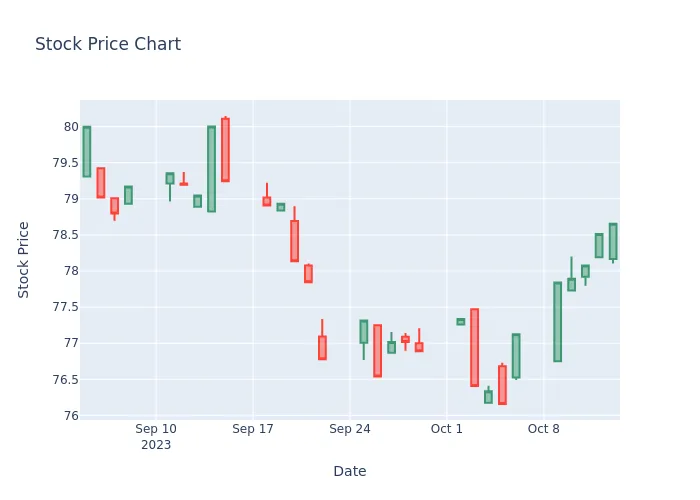 Stock Price Chart
Stock Price
80
79.5
79
78.5
78
77.5
77
76.5
76
Sep 10
2023
Sep 17
Sep 24
Oct 1
Oct 8
Date